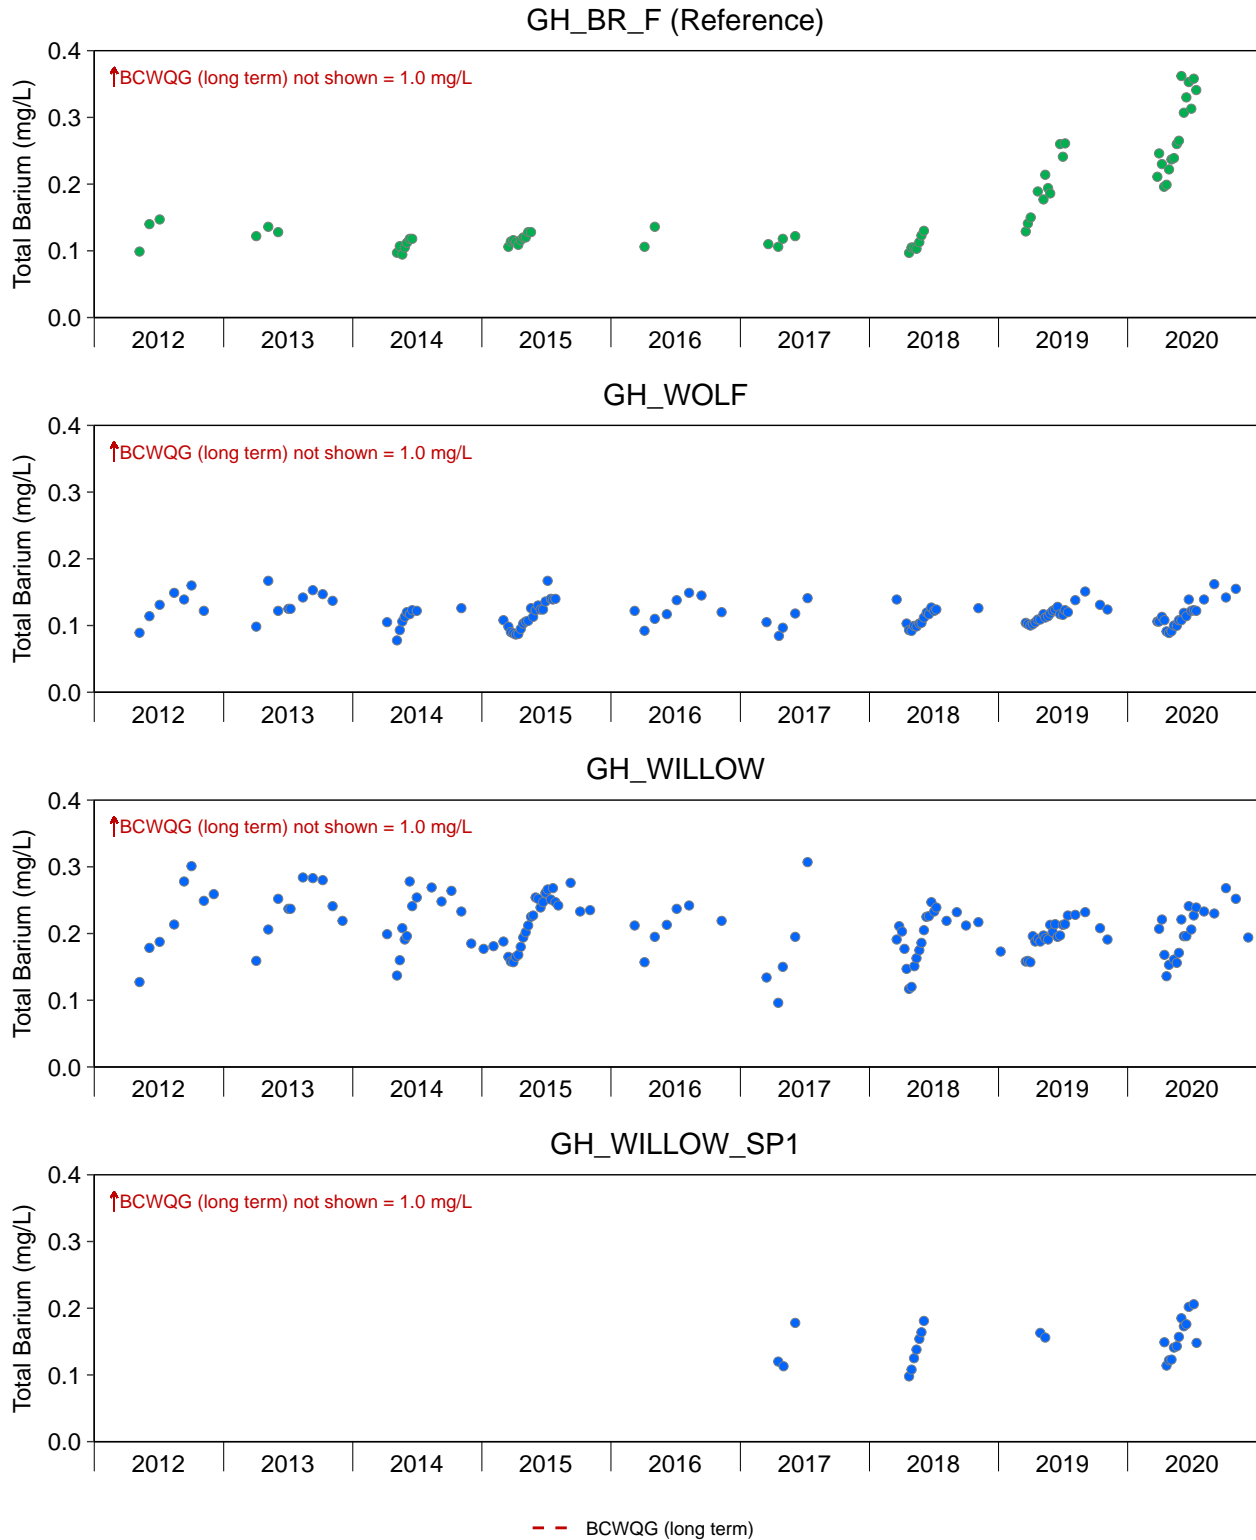 GH_BR_F (Reference)
Total Barium (mg/L)
0.4
0.3
0.2
0.1
0.0
BCWQG (long term) not shown = 1.0 mg/L
2012 2013 2014 2015 2016 2017 2018 2019 2020
GH_WOLF
Total Barium (mg/L)
0.4
0.3
0.2
0.1
0.0
BCWQG (long term) not shown = 1.0 mg/L
2012 2013 2014 2015 2016 2017 2018 2019 2020
GH_WILLOW
Total Barium (mg/L)
0.4
0.3
0.2
0.1
0.0
BCWQG (long term) not shown = 1.0 mg/L
2012 2013 2014 2015 2016 2017 2018 2019 2020
GH_WILLOW_SP1
Total Barium (mg/L)
0.4
0.3
0.2
0.1
0.0
BCWQG (long term) not shown = 1.0 mg/L
2012 2013 2014 2015 2016 2017 2018 2019 2020
BCWQG (long term)